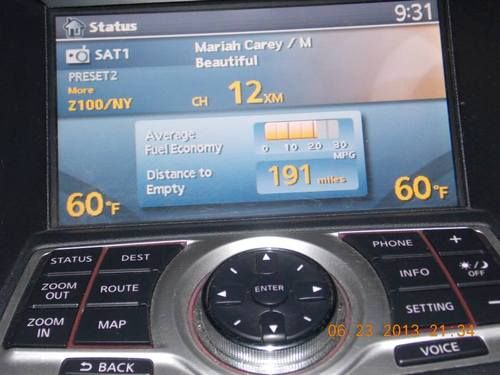 Status
9:31
SAT1
Mariah Carey / M
Beautiful
PRESET2
More
Z100/NY
CH 12XM
Average
Fuel Economy
0 10 20 30
MPG
Distance to
Empty
191 miles
60°F
60°F
STATUS
DEST
ZOOM
OUT
ROUTE
ZOOM
IN
MAP
BACK
ENTER
PHONE
+
INFO
OFF
SETTING
VOICE
06 23 2013 21:34